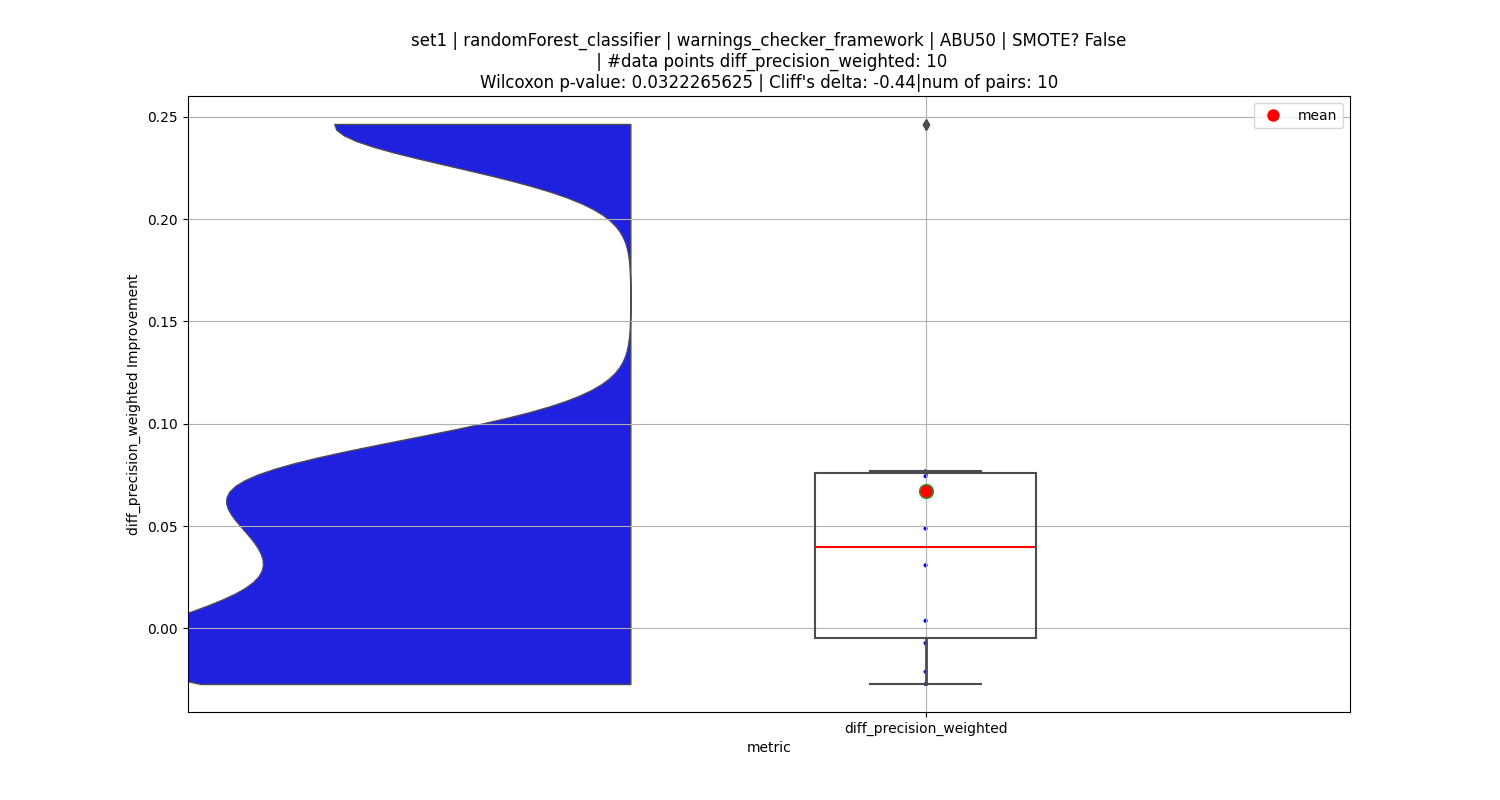 set1 | randomForest_classifier | warnings_checker_framework | ABU50 | SMOTE? False
| #data points diff_precision_weighted: 10
Wilcoxon p-value: 0.0322265625 | Cliff's delta: -0.44|num of pairs: 10
mean
0.25
0.20
0.15
0.10
0.05
0.00
diff_precision_weighted Improvement
diff_precision_weighted
metric